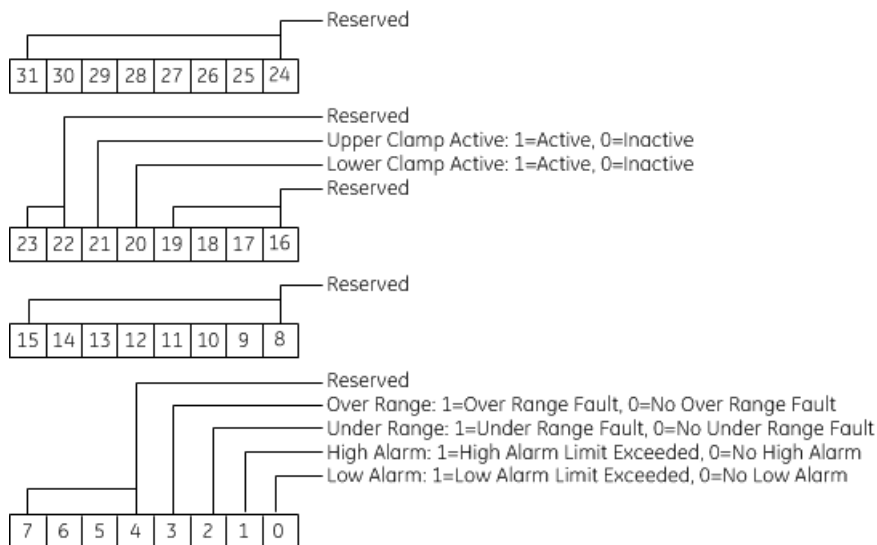 Reserved
31 30 29 28 27 26 25 24
Reserved
Upper Clamp Active: 1=Active, 0=Inactive
Lower Clamp Active: 1=Active, 0=Inactive
Reserved
23 22 21 20 19 18 17 16
Reserved
15 14 13 12 11 10 9 8
Reserved
Over Range: 1=Over Range Fault, 0=No Over Range Fault
Under Range: 1=Under Range Fault, 0=No Under Range Fault
High Alarm: 1=High Alarm Limit Exceeded, 0=No High Alarm
Low Alarm: 1=Low Alarm Limit Exceeded, 0=No Low Alarm
7 6 5 4 3 2 1 0